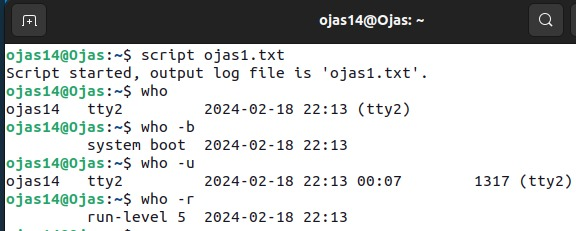 ojas14@Ojas: ~
ojas14@Ojas:~$ script ojas1.txt
Script started, output log file is 'ojas1.txt'.
ojas14@Ojas:~$ who
ojas14   tty2         2024-02-18 22:13 (tty2)
ojas14@Ojas:~$ who -b
         system boot  2024-02-18 22:13
ojas14@Ojas:~$ who -u
ojas14   tty2         2024-02-18 22:13 00:07        1317 (tty2)
ojas14@Ojas:~$ who -r
         run-level 5  2024-02-18 22:13
ojas14@Ojas:~$